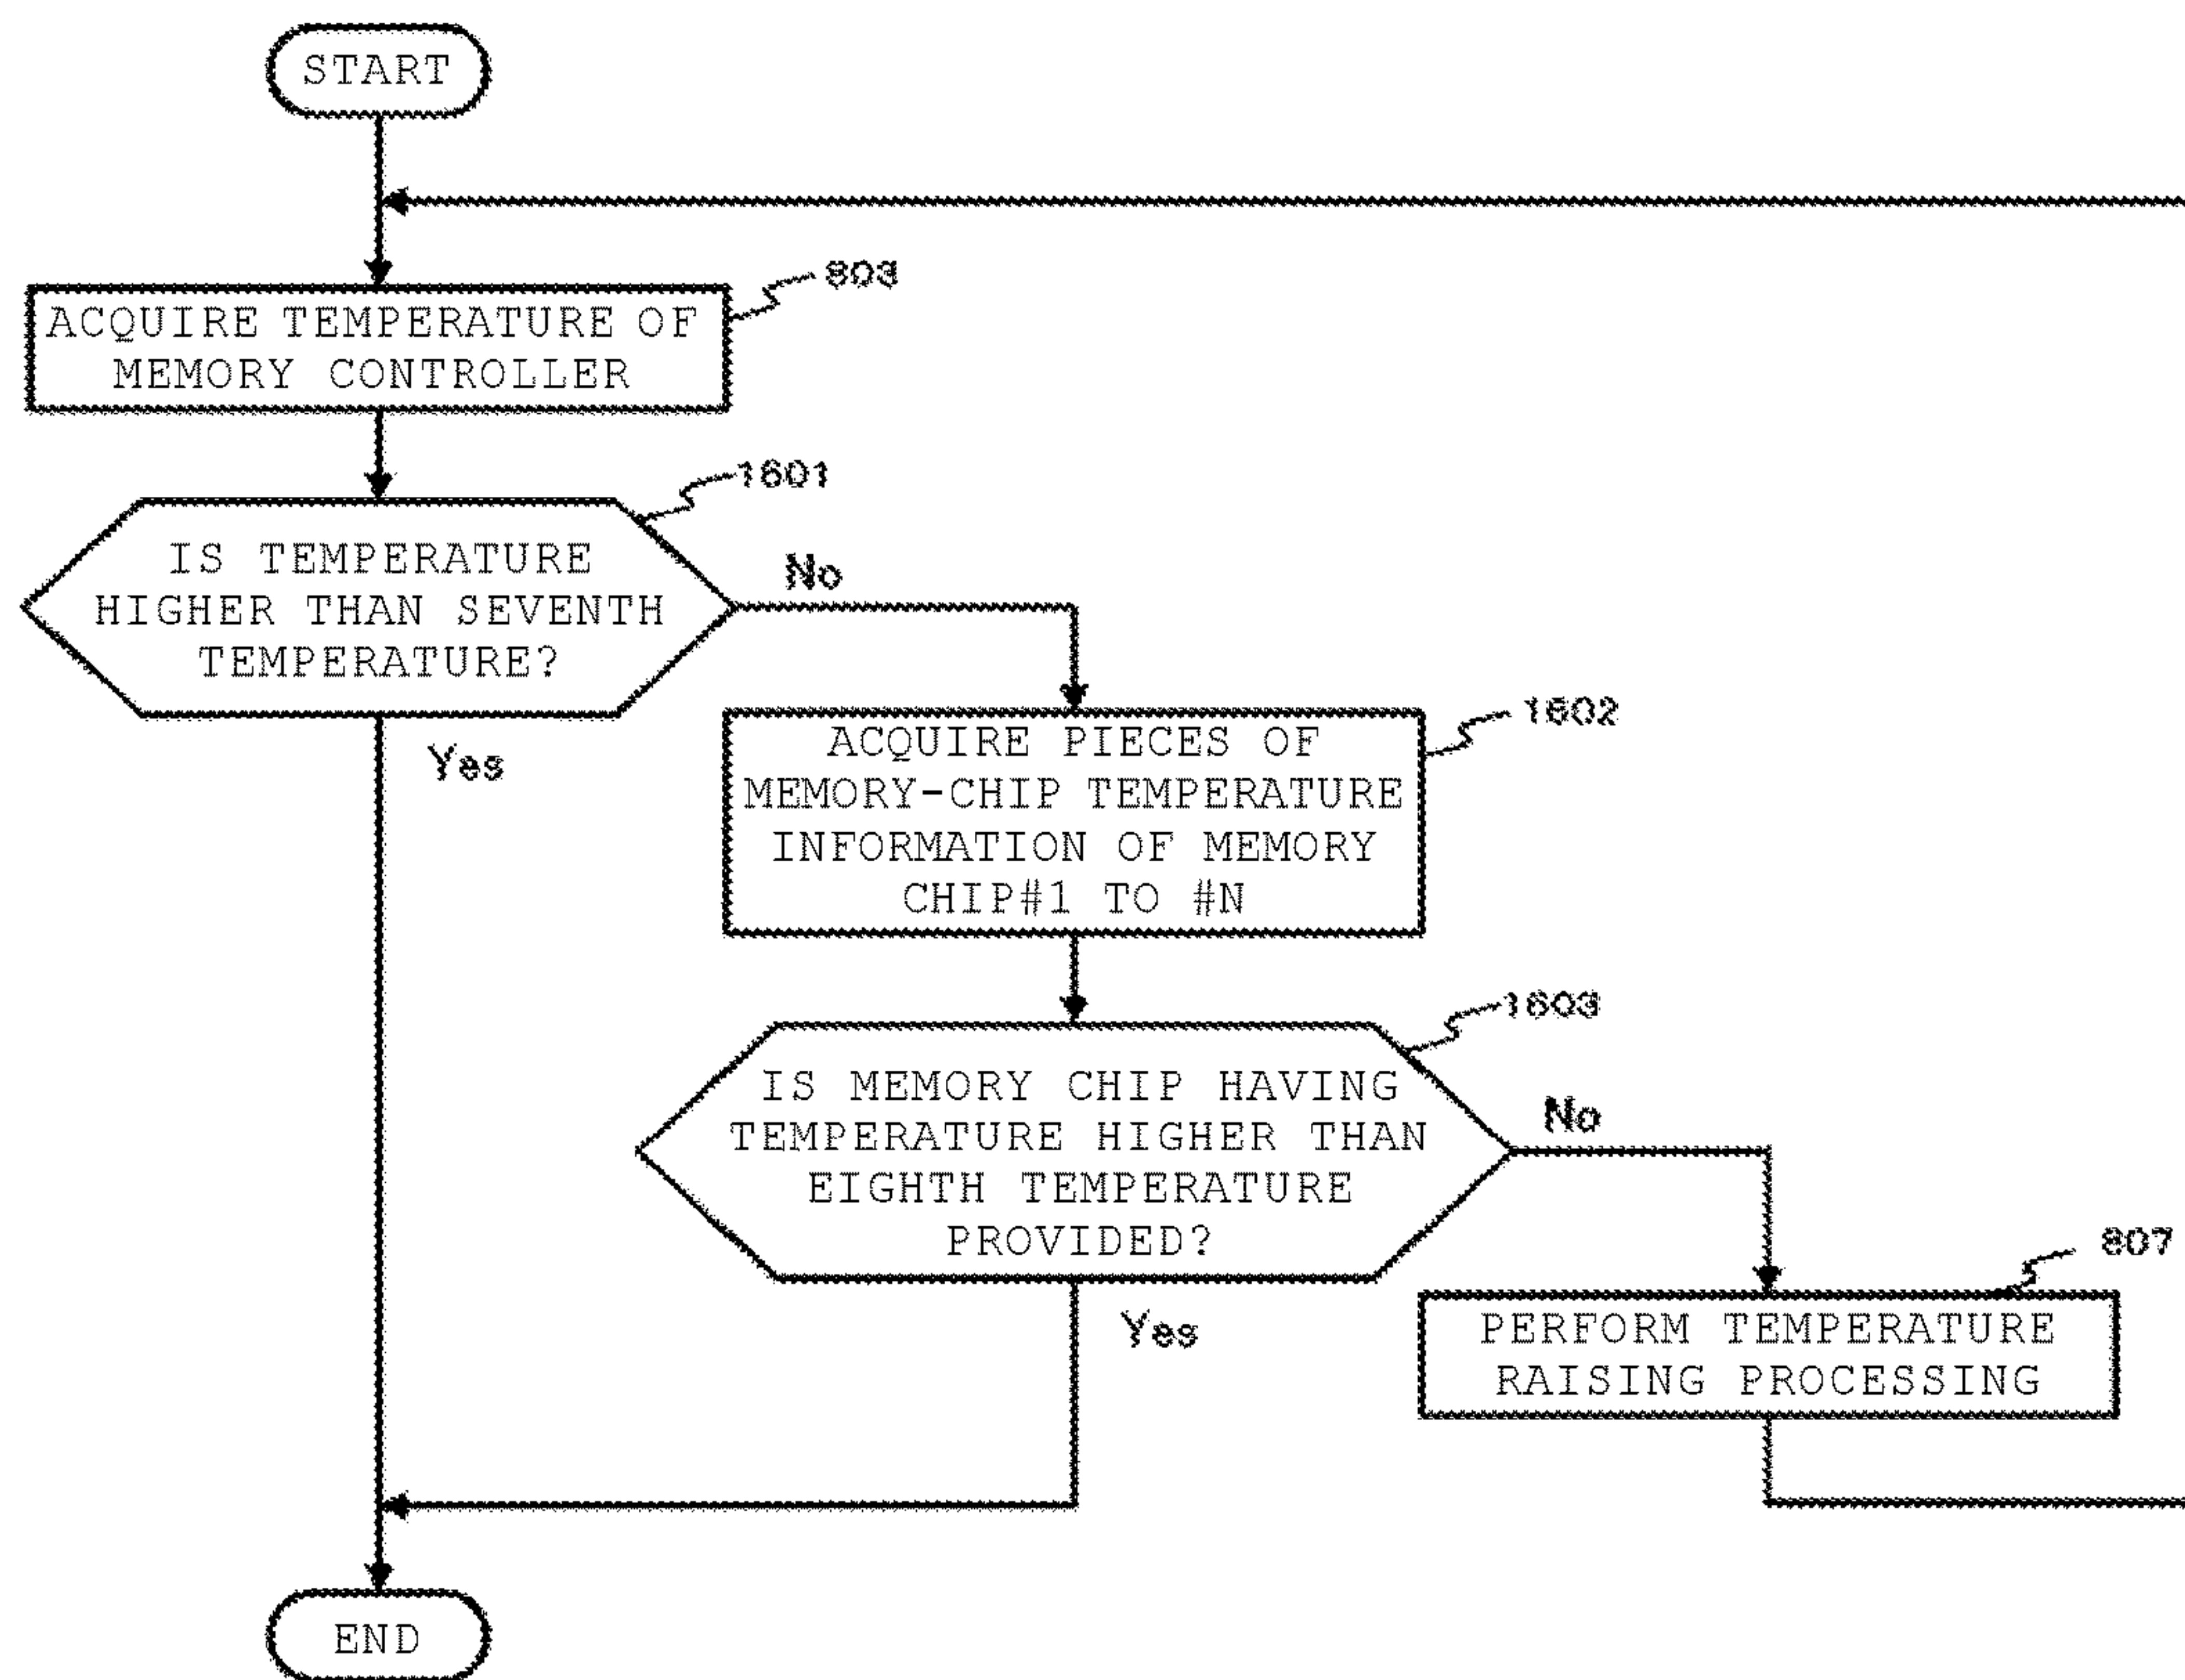 START
803
ACQUIRE TEMPERATURE OF
MEMORY CONTROLLER
1601
IS TEMPERATURE
HIGHER THAN SEVENTH
TEMPERATURE?
No
Yes
1602
ACQUIRE PIECES OF
MEMORY-CHIP TEMPERATURE
INFORMATION OF MEMORY
CHIP#1 TO #N
1603
IS MEMORY CHIP HAVING
TEMPERATURE HIGHER THAN
EIGHTH TEMPERATURE
PROVIDED?
No
Yes
807
PERFORM TEMPERATURE
RAISING PROCESSING
END